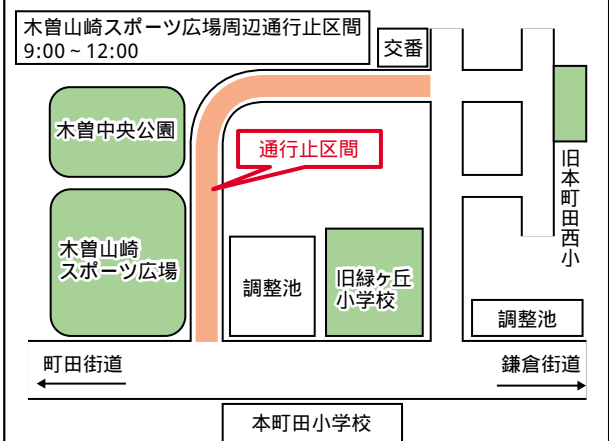 木曽山崎スポーツ広場周辺通行止区間
9:00~12:00
交番
木曽中央公園
通行止区間
旧本町田西小
木曽山崎
スポーツ広場
調整池
旧緑ヶ丘
小学校
調整池
町田街道
鎌倉街道
本町田小学校